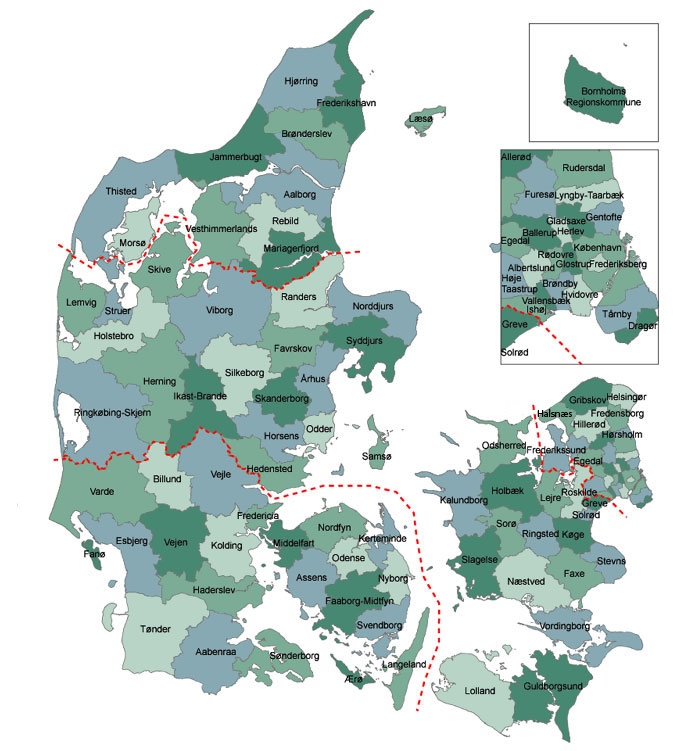 Hjørring
Frederikshavn
Læsø
Brønderslev
Jammerbugt
Thisted
Aalborg
Rebild
Vesthimmerlands
Morsø
Mariagerfjord
Skive
Lemvig
Struer
Viborg
Randers
Norddjurs
Holstebro
Favrskov
Syddjurs
Silkeborg
Herning
Århus
Ikast-Brande
Skanderborg
Ringkøbing-Skjern
Odder
Horsens
Samsø
Hedensted
Billund
Vejle
Varde
Fredericia
Nordfyn
Esbjerg
Vejen
Kolding
Middelfart
Kerteminde
Fanø
Odense
Assens
Nyborg
Haderslev
Faaborg-Midtfyn
Tønder
Svendborg
Aabenraa
Sønderborg
Langeland
Ærø
Bornholms
Regionskommune
Allerød
Rudersdal
Furesø
Lyngby-Taarbæk
Gladsaxe
Gentofte
Ballerup
Herlev
Egedal
København
Rødovre
Albertslund
Glostrup
Frederiksberg
Høje
Taastrup
Brøndby
Hvidovre
Vallensbæk
Ishøj
Tårnby
Greve
Dragør
Solrød
Gribskov
Helsingør
Halsnæs
Fredensborg
Hillerød
Hørsholm
Odsherred
Frederikssund
Egedal
Holbæk
Kalundborg
Lejre
Roskilde
Greve
Solrød
Sorø
Ringsted
Køge
Slagelse
Stevns
Næstved
Faxe
Vordingborg
Lolland
Guldborgsund